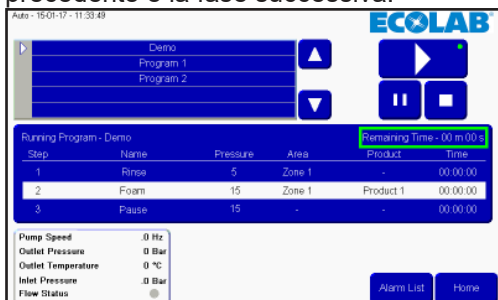 precedente e la fase successiva.
Auto - 15-01-17 - 11:33:49
ECOLAB®
Demo
Program 1
Program 2
Running Program - Demo
Remaining Time - 00 m 00 s
Step Name Pressure Area Product Time
1 Rinse 5 Zone 1 - 00:00:00
2 Foam 15 Zone 1 Product 1 00:00:00
3 Pause 15 - - 00:00:00
Pump Speed .0 Hz
Outlet Pressure .0 Bar
Outlet Temperature 0 °C
Inlet Pressure .0 Bar
Flow Status
Alarm List Home